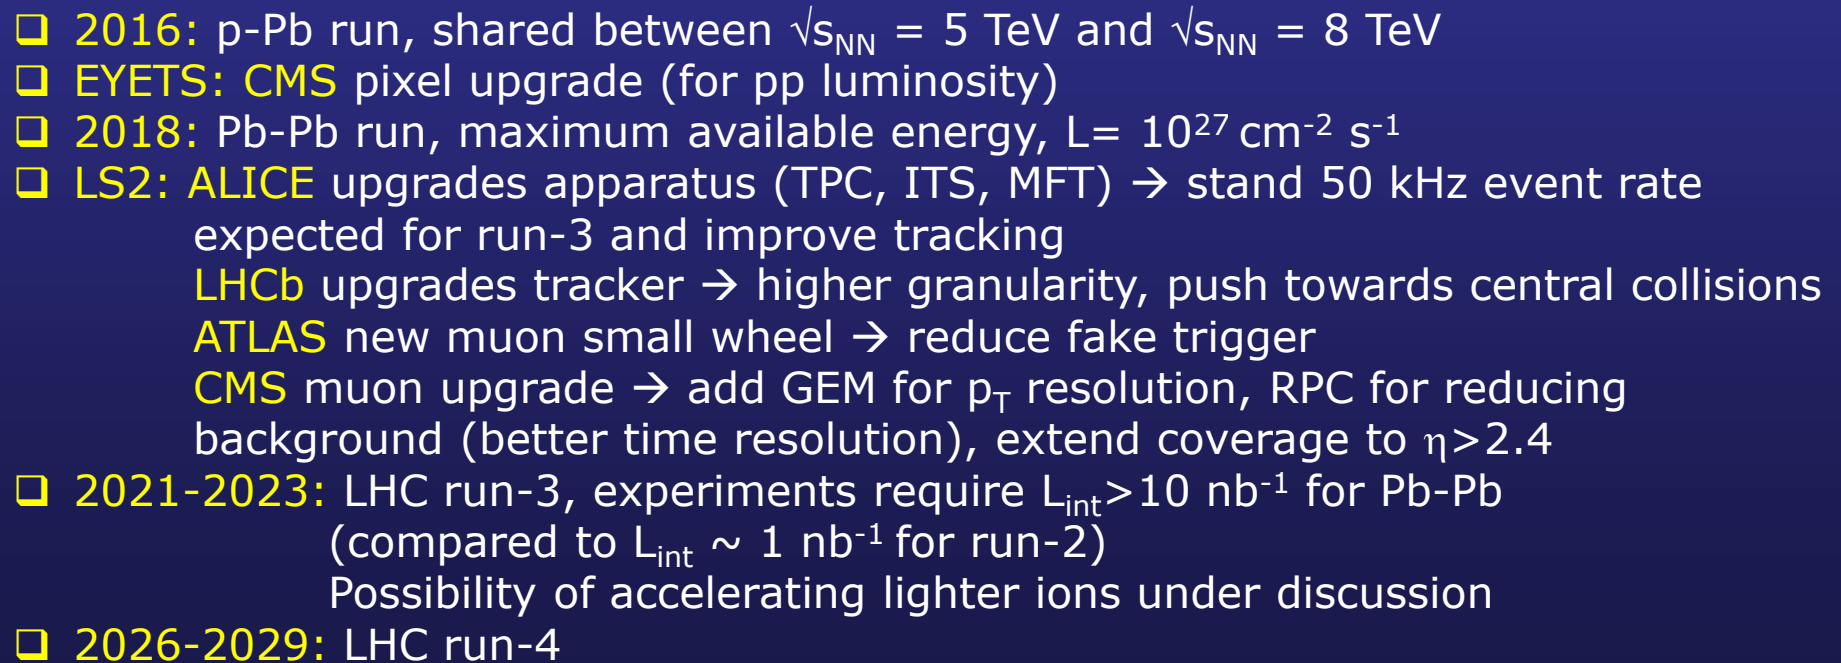 ❑ 2016: p-Pb run, shared between √sNN = 5 TeV and √sNN = 8 TeV
❑ EYETS: CMS pixel upgrade (for pp luminosity)
❑ 2018: Pb-Pb run, maximum available energy, L= 10²⁷ cm⁻² s⁻¹
❑ LS2: ALICE upgrades apparatus (TPC, ITS, MFT) → stand 50 kHz event rate
expected for run-3 and improve tracking
LHCb upgrades tracker → higher granularity, push towards central collisions
ATLAS new muon small wheel → reduce fake trigger
CMS muon upgrade → add GEM for pT resolution, RPC for reducing
background (better time resolution), extend coverage to η>2.4
❑ 2021-2023: LHC run-3, experiments require Lint>10 nb⁻¹ for Pb-Pb
(compared to Lint ~ 1 nb⁻¹ for run-2)
Possibility of accelerating lighter ions under discussion
❑ 2026-2029: LHC run-4